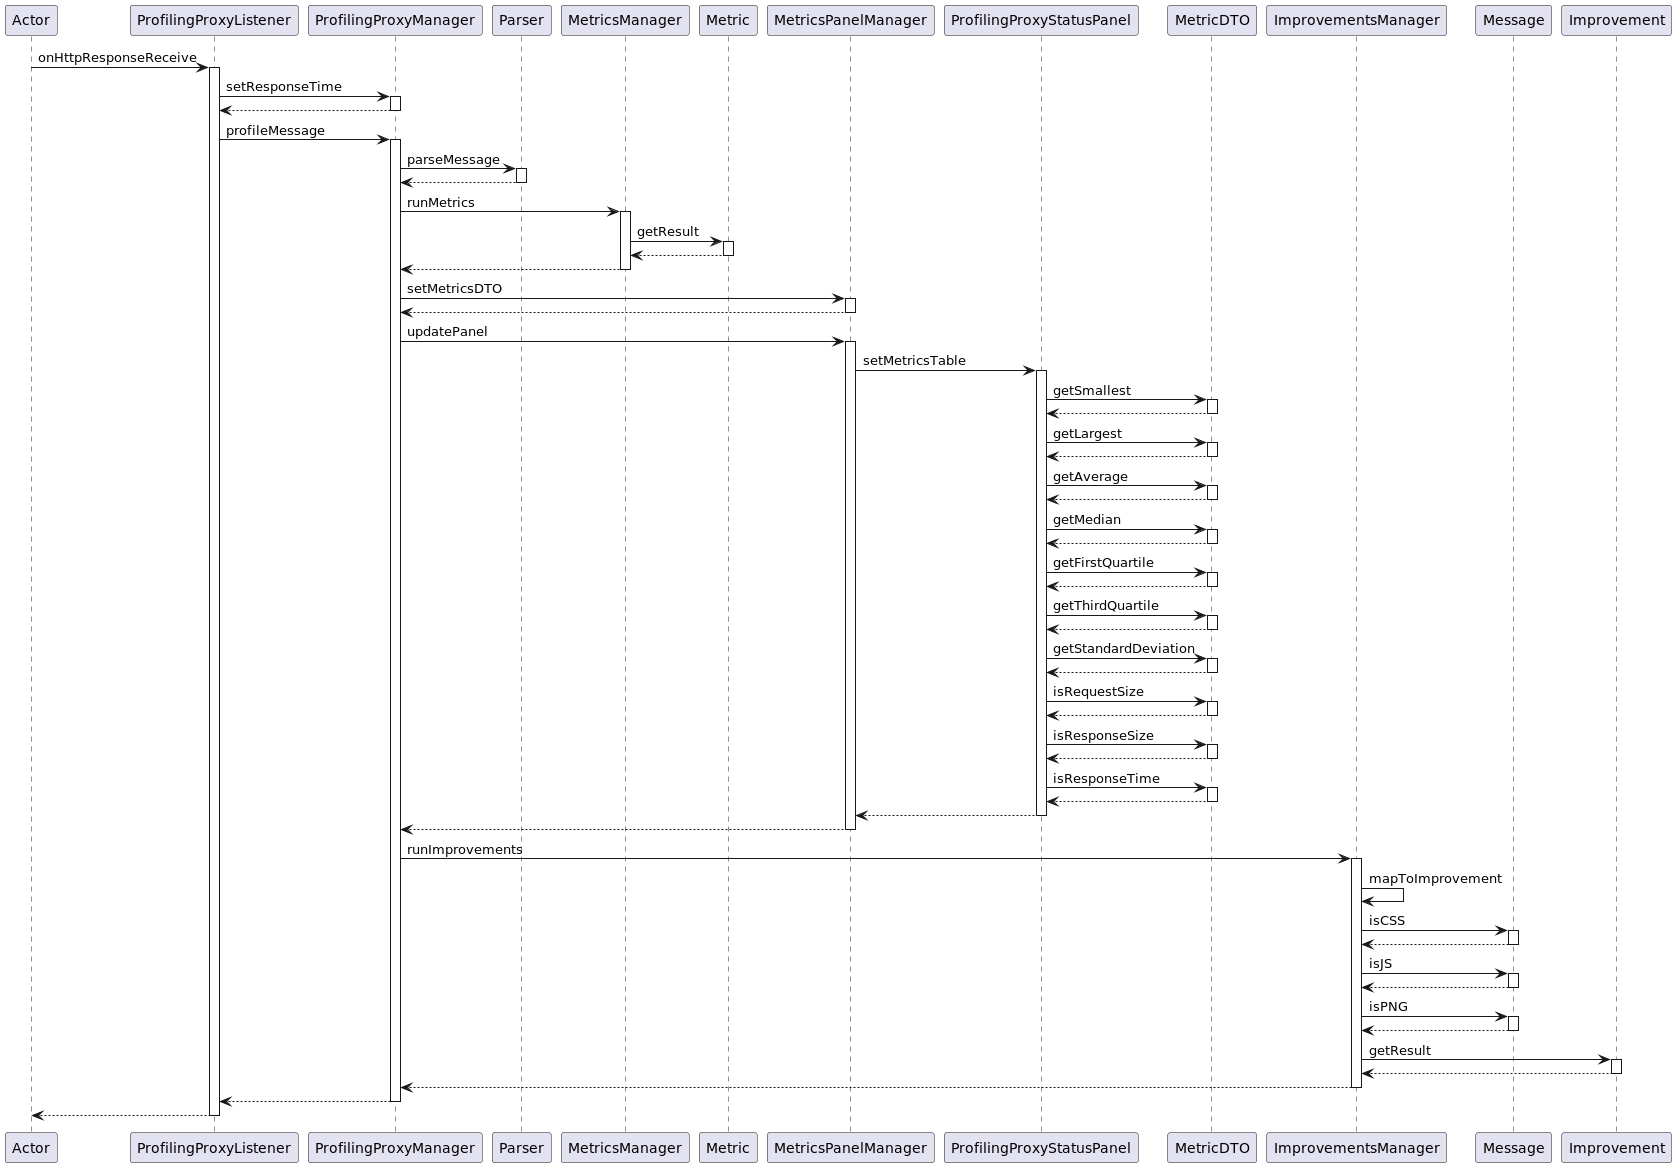 Actor ProfilingProxyListener ProfilingProxyManager Parser MetricsManager Metric MetricsPanelManager ProfilingProxyStatusPanel MetricDTO ImprovementsManager Message Improvement
onHttpResponseReceive
setResponseTime
profileMessage
parseMessage
runMetrics
getResult
setMetricsDTO
updatePanel
setMetricsTable
getSmallest
getLargest
getAverage
getMedian
getFirstQuartile
getThirdQuartile
getStandardDeviation
isRequestSize
isResponseSize
isResponseTime
runImprovements
mapToImprovement
isCSS
isJS
isPNG
getResult
Actor ProfilingProxyListener ProfilingProxyManager Parser MetricsManager Metric MetricsPanelManager ProfilingProxyStatusPanel MetricDTO ImprovementsManager Message Improvement